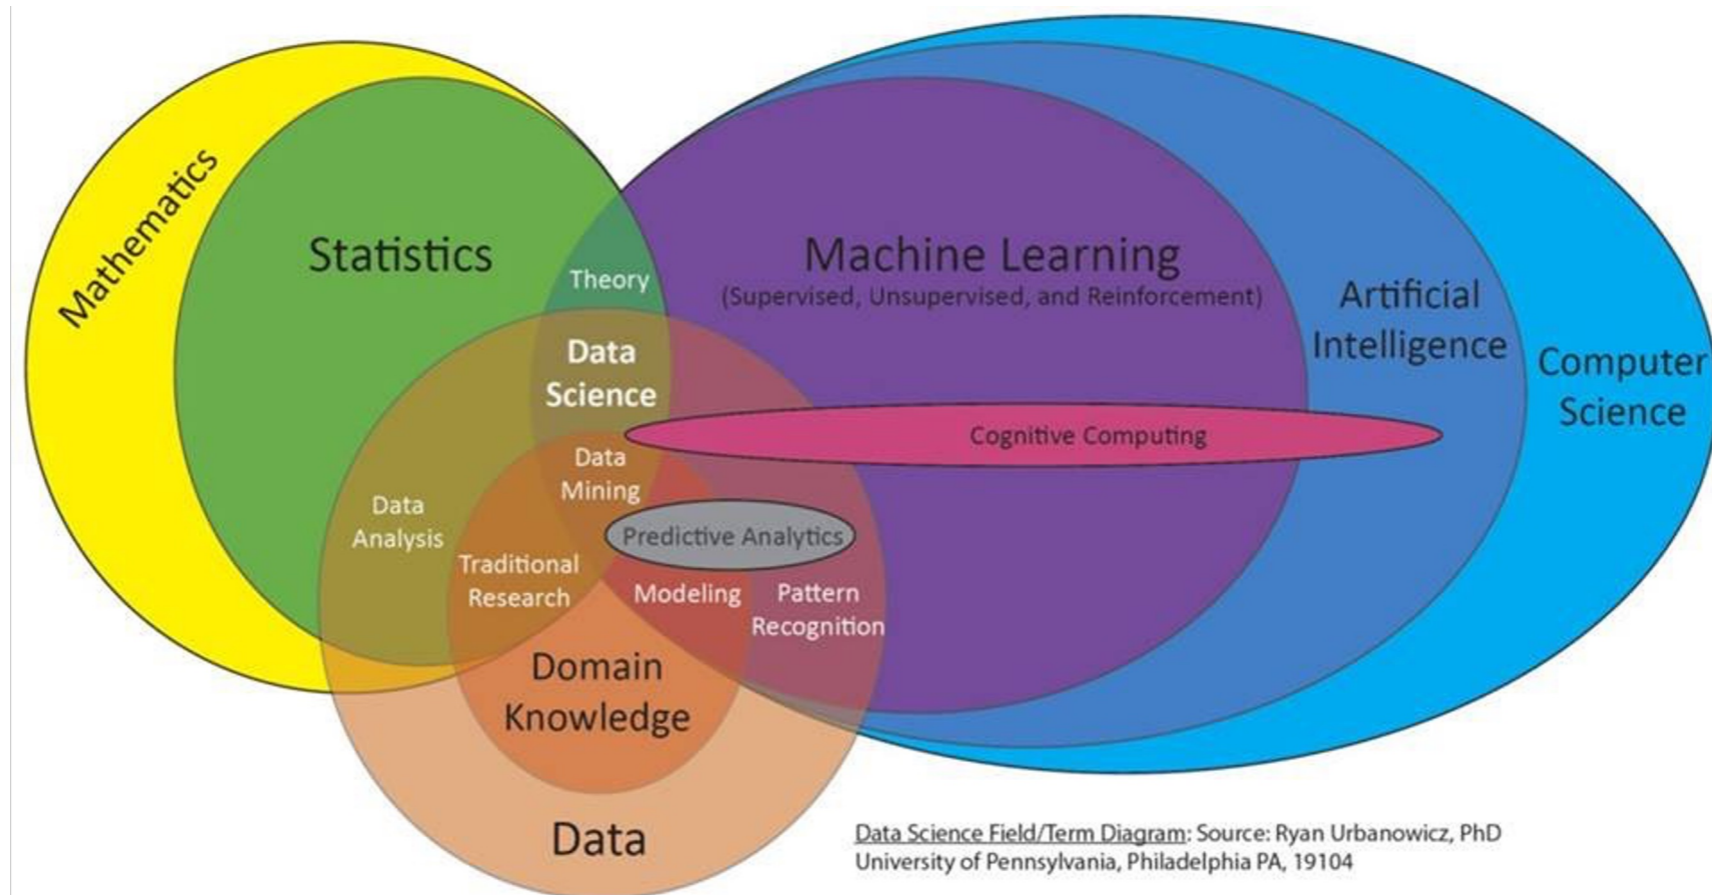 Mathematics
Statistics
Theory
Machine Learning
(Supervised, Unsupervised, and Reinforcement)
Artificial
Intelligence
Computer
Science
Data
Science
Cognitive Computing
Data
Mining
Data
Analysis
Predictive Analytics
Traditional
Research
Modeling
Pattern
Recognition
Domain
Knowledge
Data
Data Science Field/Term Diagram: Source: Ryan Urbanowicz, PhD
University of Pennsylvania, Philadelphia PA, 19104